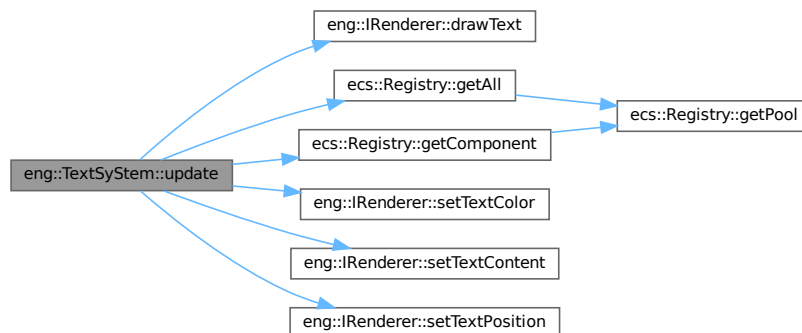 eng::IRenderer::drawText
ecs::Registry::getAll
ecs::Registry::getPool
ecs::Registry::getComponent
eng::TextSyStem::update
eng::IRenderer::setTextColor
eng::IRenderer::setTextContent
eng::IRenderer::setTextPosition